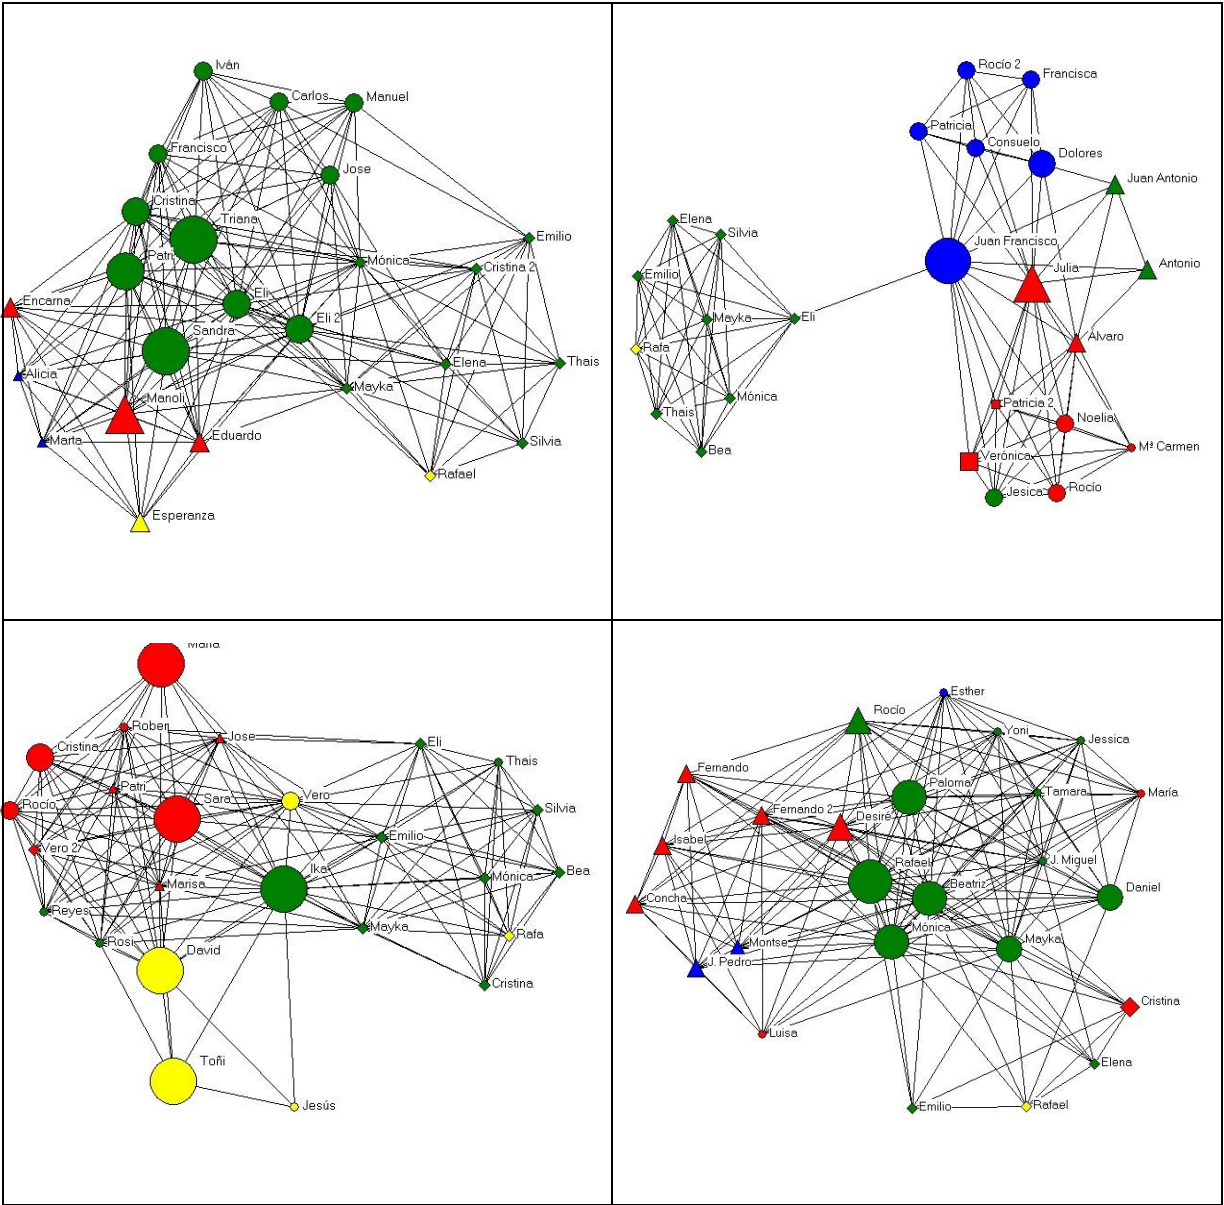 Iván
Carlos
Manuel
Francisco
Jose
Cristina
Triana
Emilio
Patri
Mónica
Cristina 2
Encarna
Eli
Eli 2
Sandra
Elena
Thais
Alicia
Mayka
Manoli
Marta
Eduardo
Silvia
Rafael
Esperanza
Rocío 2
Francisca
Patricia
Consuelo
Dolores
Juan Antonio
Elena
Silvia
Juan Francisco
Julia
Antonio
Emilio
Mayka
Eli
Rafa
Álvaro
Mónica
Thais
Patricia 2
Noelia
Bea
Verónica
Mª Carmen
Jesica
Rocío
María
Rober
Cristina
Jose
Eli
Thais
Patri
Sara
Vero
Rocío
Silvia
Vero 2
Emilio
Ika
Mónica
Bea
Marisa
Reyes
Mayka
Rafa
Rosi
David
Cristina
Toñi
Jesús
Esther
Rocío
Yoni
Jessica
Fernando
Paloma
Tamara
María
Fernando 2
Desiré
Isabel
Rafael
J. Miguel
Beatriz
Daniel
Concha
Mónica
Mayka
Montse
J. Pedro
Cristina
Luisa
Elena
Emilio
Rafael